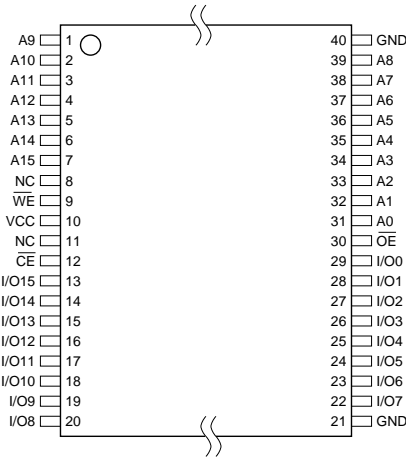 A9 1 40 GND
A10 2 39 A8
A11 3 38 A7
A12 4 37 A6
A13 5 36 A5
A14 6 35 A4
A15 7 34 A3
NC 8 33 A2
W̅E̅ 9 32 A1
VCC 10 31 A0
NC 11 30 O̅E̅
C̅E̅ 12 29 I/O0
I/O15 13 28 I/O1
I/O14 14 27 I/O2
I/O13 15 26 I/O3
I/O12 16 25 I/O4
I/O11 17 24 I/O5
I/O10 18 23 I/O6
I/O9 19 22 I/O7
I/O8 20 21 GND